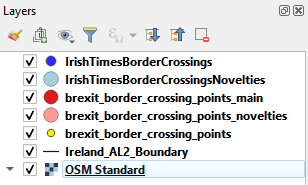 Layers
IrishTimesBorderCrossings
IrishTimesBorderCrossingsNovelties
brexit_border_crossing_points_main
brexit_border_crossing_points_novelties
brexit_border_crossing_points
Ireland_AL2_Boundary
OSM Standard